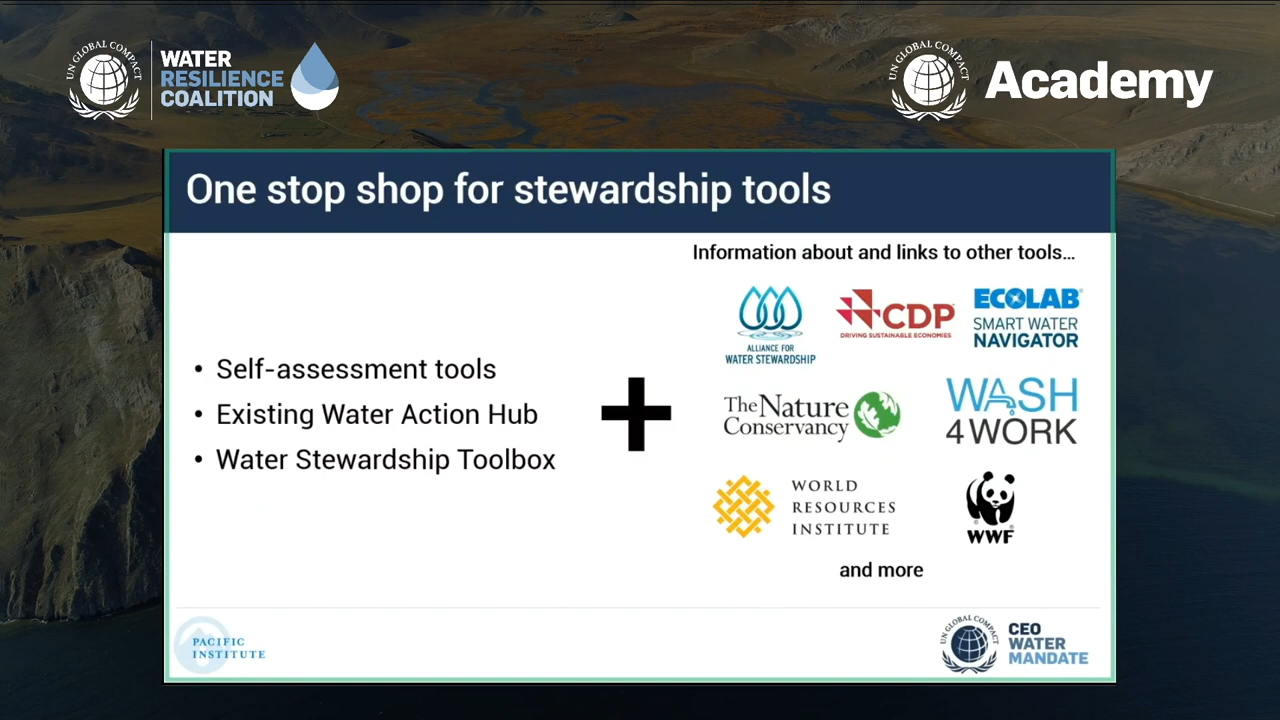 UN GLOBAL COMPACT
WATER
RESILIENCE
COALITION
UN GLOBAL COMPACT
Academy
One stop shop for stewardship tools
Information about and links to other tools...
• Self-assessment tools
• Existing Water Action Hub
• Water Stewardship Toolbox
+
ALLIANCE FOR
WATER STEWARDSHIP
CDP
DRIVING SUSTAINABLE ECONOMIES
ECOLAB®
SMART WATER
NAVIGATOR
The Nature
Conservancy
WASH
4WORK
WORLD
RESOURCES
INSTITUTE
WWF
and more
PACIFIC
INSTITUTE
UN GLOBAL COMPACT
CEO
WATER
MANDATE